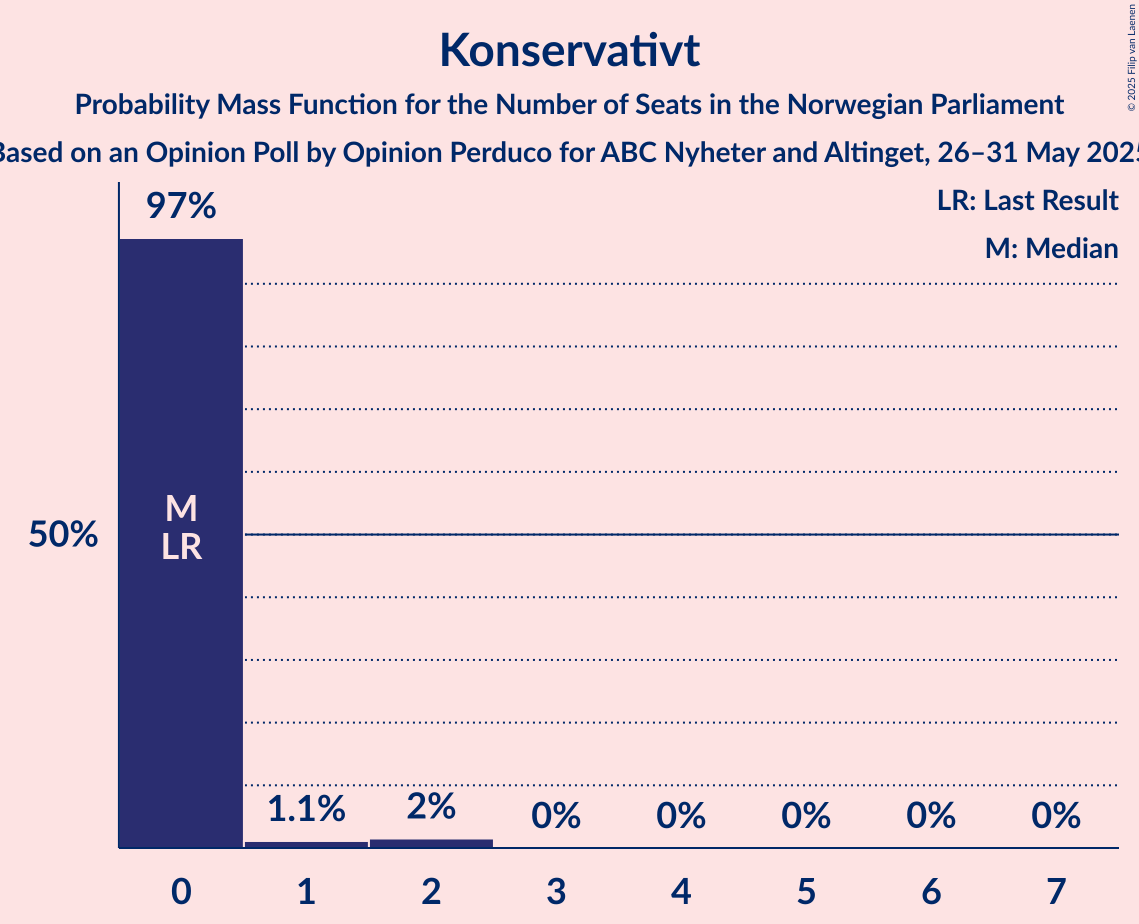 Konservativt
Probability Mass Function for the Number of Seats in the Norwegian Parliament
Based on an Opinion Poll by Opinion Perduco for ABC Nyheter and Altinget, 26–31 May 2025
© 2025 Filip van Laenen
LR: Last Result
M: Median
97%
M
LR
50%
1.1%
2%
0%
0%
0%
0%
0%
0 1 2 3 4 5 6 7